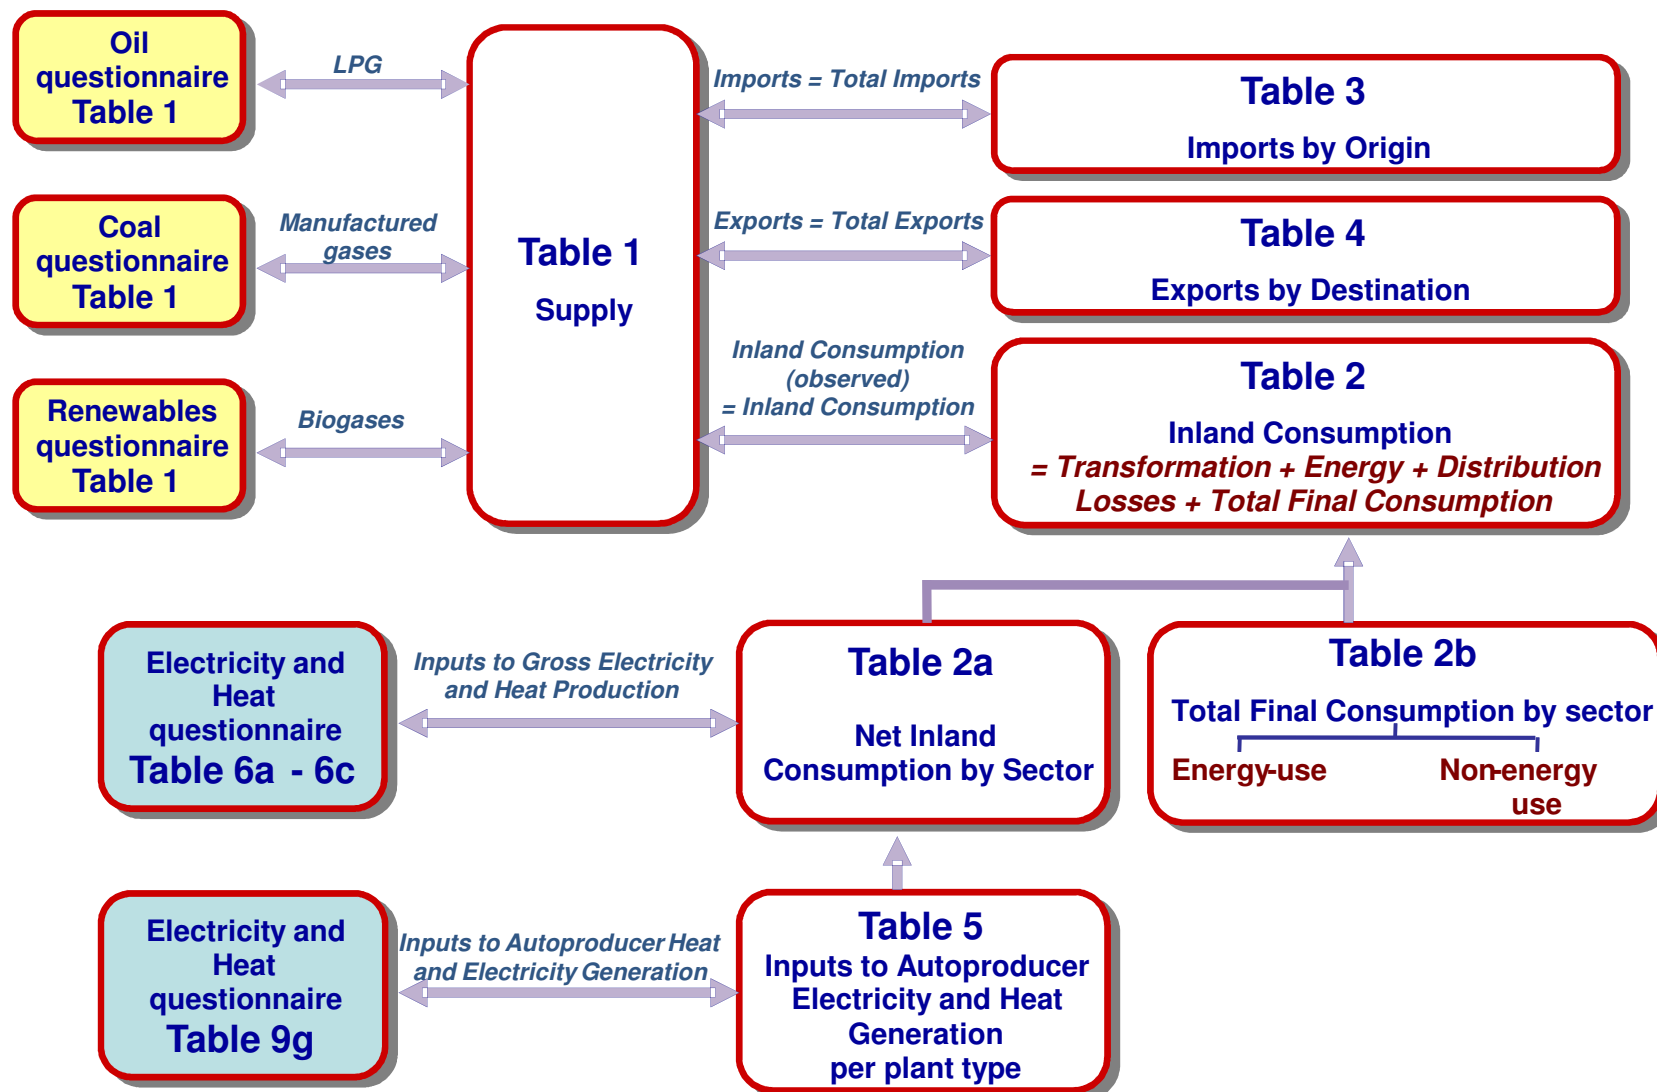 Oil
questionnaire
Table 1
LPG
Coal
questionnaire
Table 1
Manufactured
gases
Renewables
questionnaire
Table 1
Biogases
Table 1
Supply
Imports = Total Imports
Table 3
Imports by Origin
Exports = Total Exports
Table 4
Exports by Destination
Inland Consumption
(observed)
= Inland Consumption
Table 2
Inland Consumption
= Transformation + Energy + Distribution
Losses + Total Final Consumption
Electricity and
Heat
questionnaire
Table 6a - 6c
Inputs to Gross Electricity
and Heat Production
Table 2a
Net Inland
Consumption by Sector
Table 2b
Total Final Consumption by sector
Energy-use
Non-energy
use
Electricity and
Heat
questionnaire
Table 9g
Inputs to Autoproducer Heat
and Electricity Generation
Table 5
Inputs to Autoproducer
Electricity and Heat
Generation
per plant type